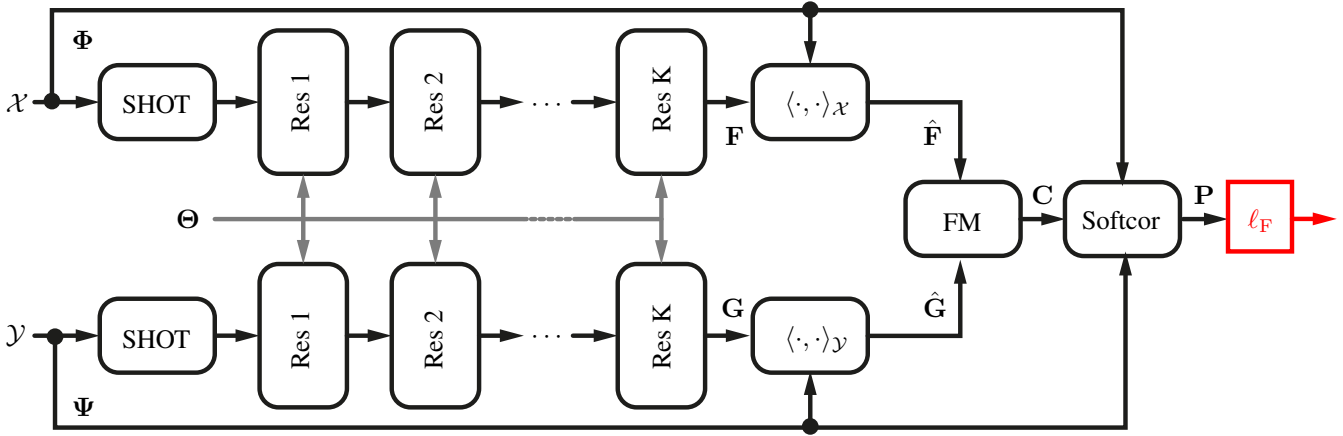 Φ
𝒳 SHOT Res 1 Res 2 ... Res K F ⟨·,·⟩𝒳 F̂
Θ FM C Softcor P ℓF
𝒴 SHOT Res 1 Res 2 ... Res K G ⟨·,·⟩𝒴 Ĝ
Ψ